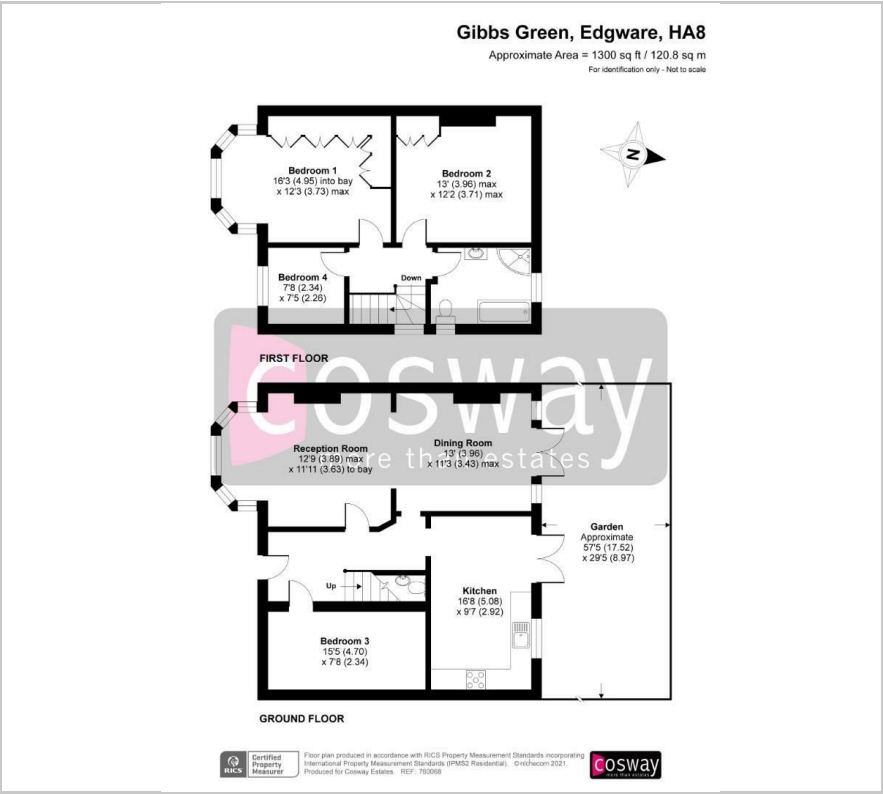 Gibbs Green, Edgware, HA8
Approximate Area = 1300 sq ft / 120.8 sq m
For identification only - Not to scale
N
Bedroom 1
16'3 (4.95) into bay
x 12'3 (3.73) max
Bedroom 2
13' (3.96) max
x 12'2 (3.71) max
Bedroom 4
7'8 (2.34)
x 7'5 (2.26)
Down
FIRST FLOOR
cosway
more than estates
Reception Room
12'9 (3.89) max
x 11'11 (3.63) to bay
Dining Room
13' (3.96)
x 11'3 (3.43) max
Garden
Approximate
57'5 (17.52)
x 29'5 (8.97)
Up
Kitchen
16'8 (5.08)
x 9'7 (2.92)
Bedroom 3
15'5 (4.70)
x 7'8 (2.34)
GROUND FLOOR
RICS
Certified
Property
Measurer
Floor plan produced in accordance with RICS Property Measurement Standards incorporating
International Property Measurement Standards (IPMS2 Residential). ©nichecom 2021.
Produced for Cosway Estates. REF: 760068
cosway
more than estates